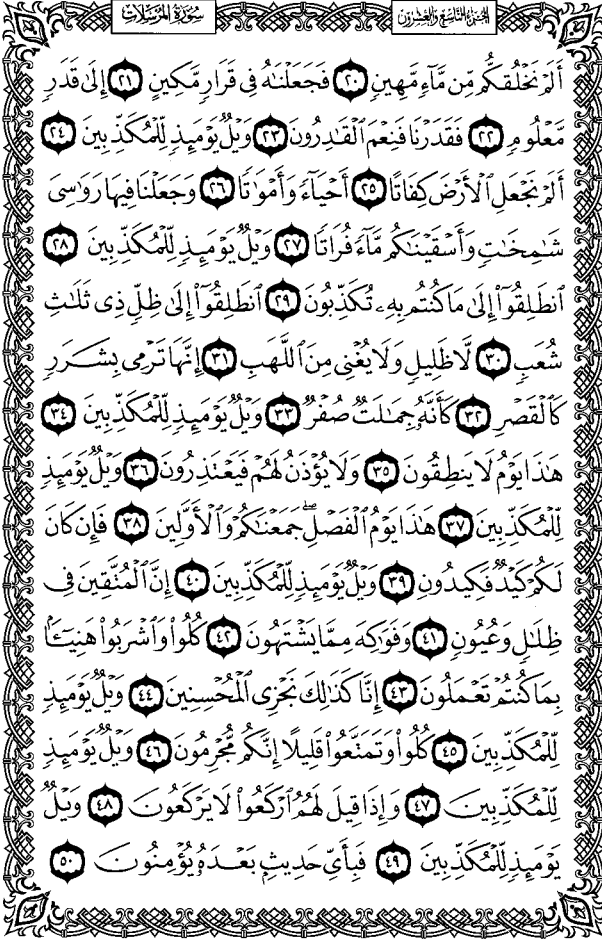 سُورَةُ المُرۡسَلَات
الجُزۡءُ التَّاسِعُ وَالعِشۡرُونَ
أَلَمۡ نَخۡلُقكُّم مِّن مَّآءٖ مَّهِينٖ ٢٠ فَجَعَلۡنَٰهُ فِي قَرَارٖ مَّكِينٍ ٢١ إِلَىٰ قَدَرٖ
مَّعۡلُومٖ ٢٢ فَقَدَرۡنَا فَنِعۡمَ ٱلۡقَٰدِرُونَ ٢٣ وَيۡلٞ يَوۡمَئِذٖ لِّلۡمُكَذِّبِينَ ٢٤
أَلَمۡ نَجۡعَلِ ٱلۡأَرۡضَ كِفَاتًا ٢٥ أَحۡيَآءٗ وَأَمۡوَٰتٗا ٢٦ وَجَعَلۡنَا فِيهَا رَوَٰسِيَ
شَٰمِخَٰتٖ وَأَسۡقَيۡنَٰكُم مَّآءٗ فُرَاتٗا ٢٧ وَيۡلٞ يَوۡمَئِذٖ لِّلۡمُكَذِّبِينَ ٢٨
ٱنطَلِقُوٓاْ إِلَىٰ مَا كُنتُم بِهِۦ تُكَذِّبُونَ ٢٩ ٱنطَلِقُوٓاْ إِلَىٰ ظِلّٖ ذِي ثَلَٰثِ
شُعَبٖ ٣٠ لَّا ظَلِيلٖ وَلَا يُغۡنِي مِنَ ٱللَّهَبِ ٣١ إِنَّهَا تَرۡمِي بِشَرَرٖ
كَٱلۡقَصۡرِ ٣٢ كَأَنَّهُۥ جِمَٰلَتٞ صُفۡرٞ ٣٣ وَيۡلٞ يَوۡمَئِذٖ لِّلۡمُكَذِّبِينَ ٣٤
هَٰذَا يَوۡمُ لَا يَنطِقُونَ ٣٥ وَلَا يُؤۡذَنُ لَهُمۡ فَيَعۡتَذِرُونَ ٣٦ وَيۡلٞ يَوۡمَئِذٖ
لِّلۡمُكَذِّبِينَ ٣٧ هَٰذَا يَوۡمُ ٱلۡفَصۡلِۖ جَمَعۡنَٰكُمۡ وَٱلۡأَوَّلِينَ ٣٨ فَإِن كَانَ
لَكُمۡ كَيۡدٞ فَكِيدُونِ ٣٩ وَيۡلٞ يَوۡمَئِذٖ لِّلۡمُكَذِّبِينَ ٤٠ إِنَّ ٱلۡمُتَّقِينَ فِي
ظِلَٰلٖ وَعُيُونٖ ٤١ وَفَوَٰكِهَ مِمَّا يَشۡتَهُونَ ٤٢ كُلُواْ وَٱشۡرَبُواْ هَنِيٓـَٔۢا
بِمَا كُنتُمۡ تَعۡمَلُونَ ٤٣ إِنَّا كَذَٰلِكَ نَجۡزِي ٱلۡمُحۡسِنِينَ ٤٤ وَيۡلٞ يَوۡمَئِذٖ
لِّلۡمُكَذِّبِينَ ٤٥ كُلُواْ وَتَمَتَّعُواْ قَلِيلًا إِنَّكُم مُّجۡرِمُونَ ٤٦ وَيۡلٞ يَوۡمَئِذٖ
لِّلۡمُكَذِّبِينَ ٤٧ وَإِذَا قِيلَ لَهُمُ ٱرۡكَعُواْ لَا يَرۡكَعُونَ ٤٨ وَيۡلٞ
يَوۡمَئِذٖ لِّلۡمُكَذِّبِينَ ٤٩ فَبِأَيِّ حَدِيثِۭ بَعۡدَهُۥ يُؤۡمِنُونَ ٥٠